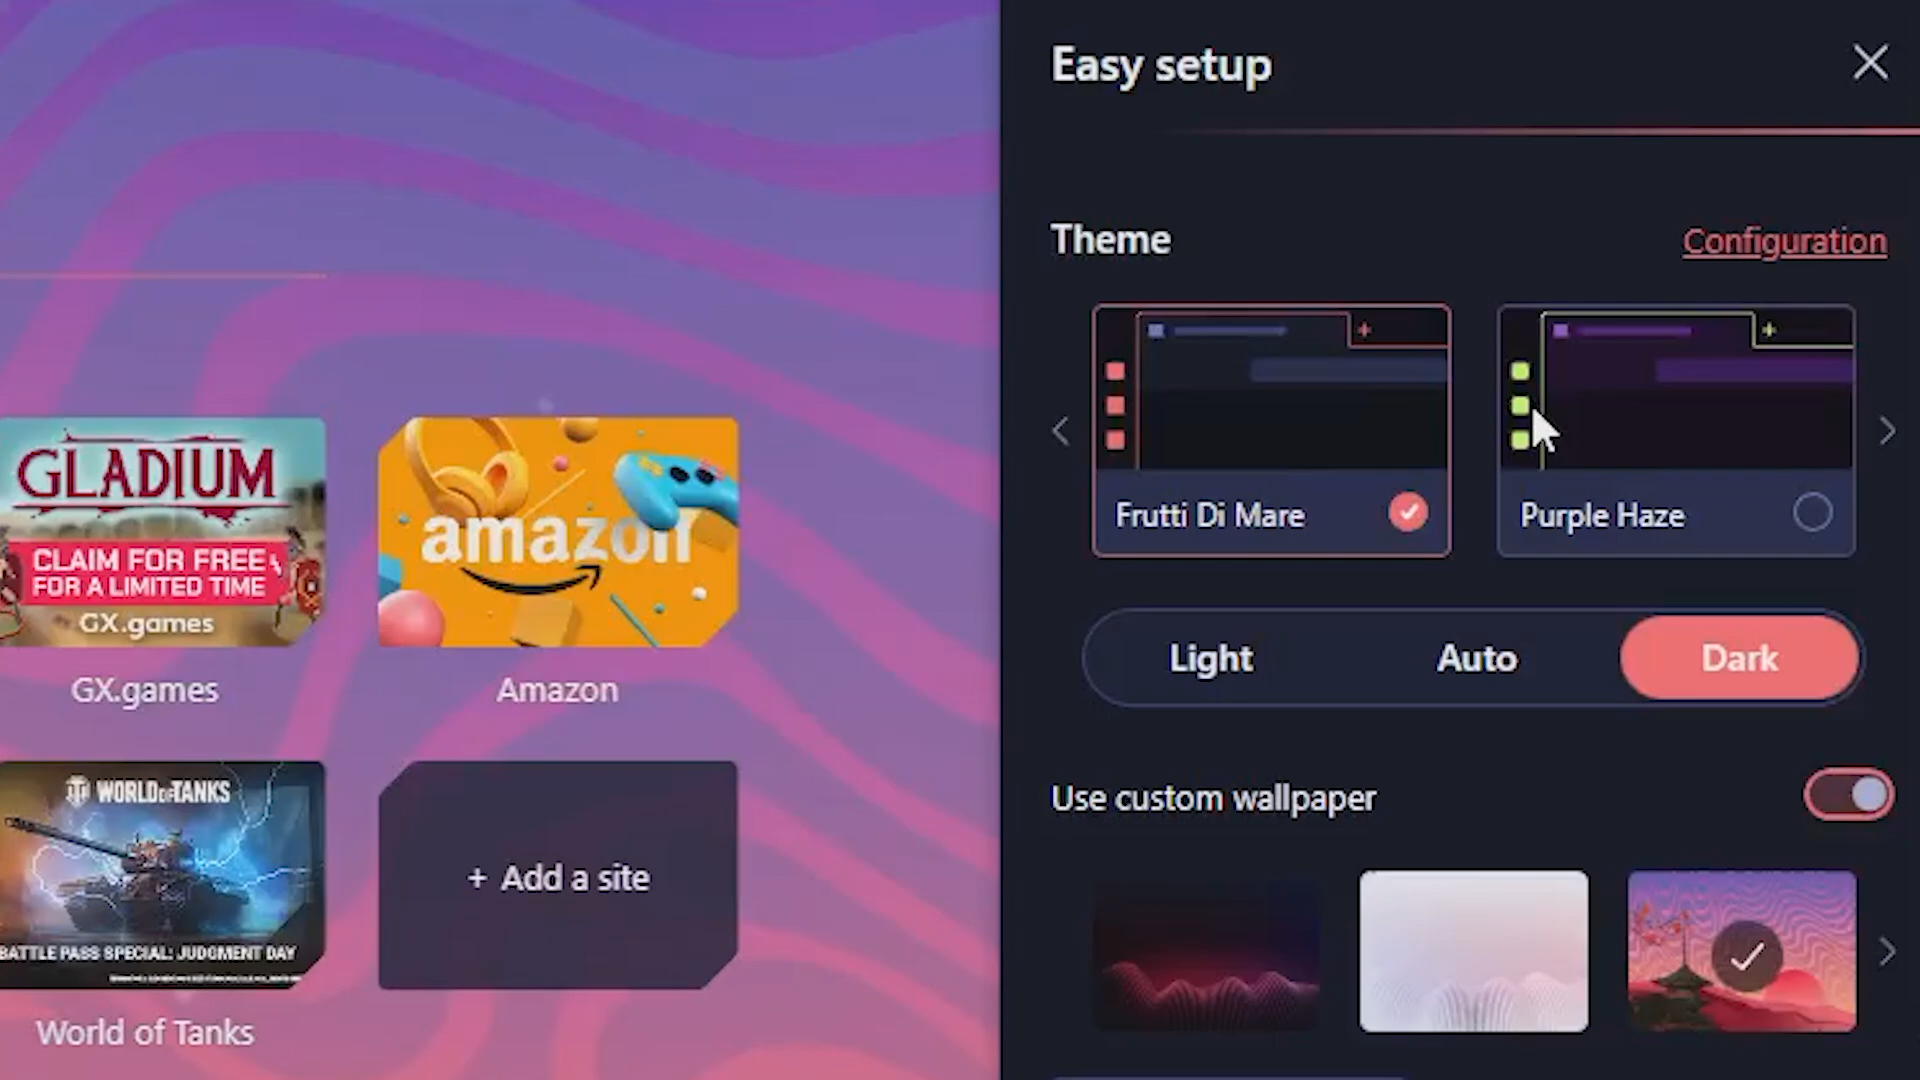 Easy setup
Theme
Configuration
Frutti Di Mare
Purple Haze
Light
Auto
Dark
Use custom wallpaper
GLADIUM
CLAIM FOR FREE
FOR A LIMITED TIME
GX.games
GX.games
amazon
Amazon
WORLD OF TANKS
BATTLE PASS SPECIAL: JUDGMENT DAY
World of Tanks
+ Add a site